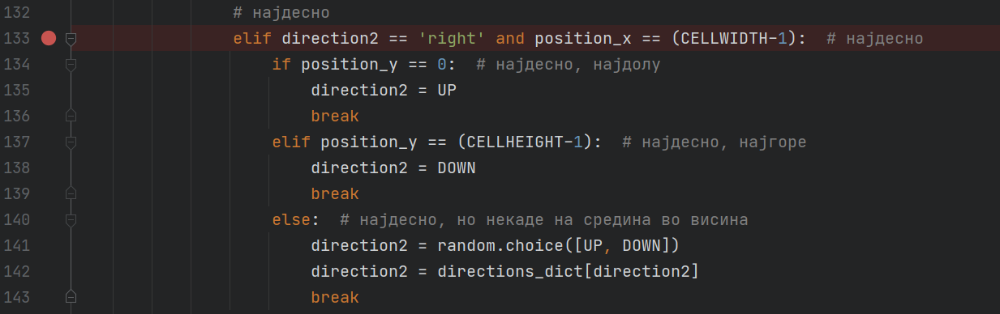 132 # најдесно
133 elif direction2 == 'right' and position_x == (CELLWIDTH-1):  # најдесно
134 if position_y == 0:  # најдесно, најдолу
135 direction2 = UP
136 break
137 elif position_y == (CELLHEIGHT-1):  # најдесно, најгоре
138 direction2 = DOWN
139 break
140 else:  # најдесно, но некаде на средина во висина
141 direction2 = random.choice([UP, DOWN])
142 direction2 = directions_dict[direction2]
143 break